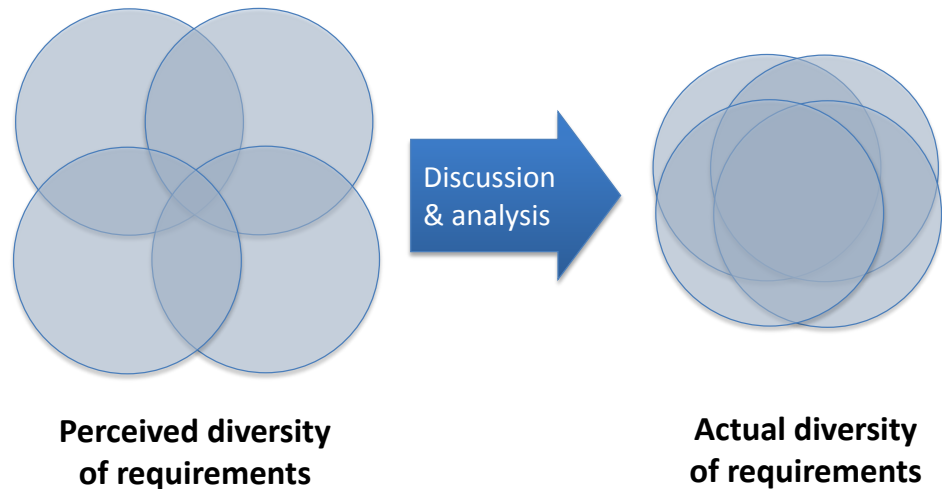 Discussion
& analysis
Perceived diversity
of requirements
Actual diversity
of requirements